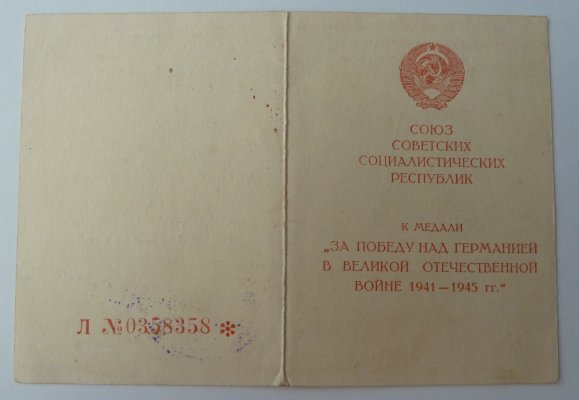 Л №0358358 *
СОЮЗ
СОВЕТСКИХ
СОЦИАЛИСТИЧЕСКИХ
РЕСПУБЛИК
К МЕДАЛИ
„ЗА ПОБЕДУ НАД ГЕРМАНИЕЙ
В ВЕЛИКОЙ ОТЕЧЕСТВЕННОЙ
ВОЙНЕ 1941—1945 гг.“